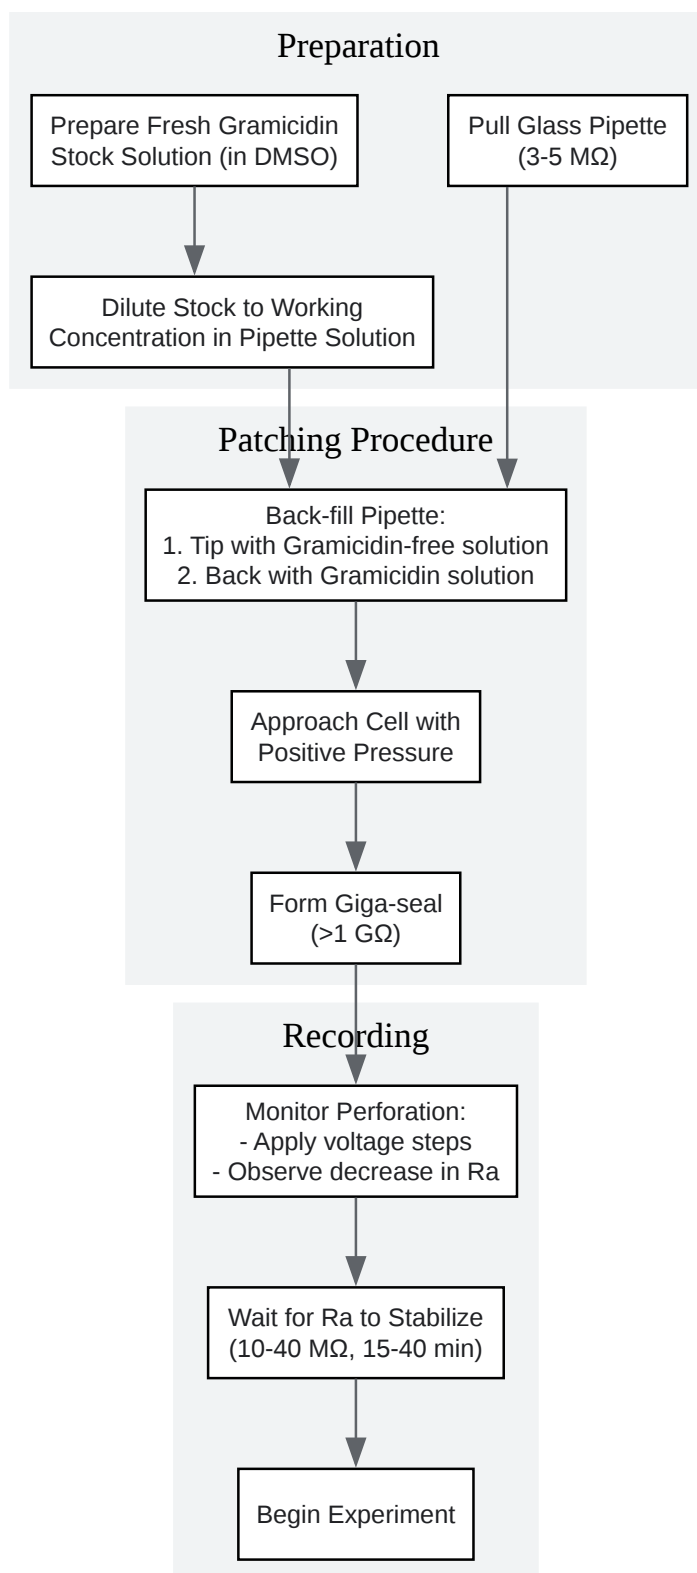 Preparation
Prepare Fresh Gramicidin
Stock Solution (in DMSO)
Pull Glass Pipette
(3-5 MΩ)
Dilute Stock to Working
Concentration in Pipette Solution
Patching Procedure
Back-fill Pipette:
1. Tip with Gramicidin-free solution
2. Back with Gramicidin solution
Approach Cell with
Positive Pressure
Form Giga-seal
(>1 GΩ)
Recording
Monitor Perforation:
- Apply voltage steps
- Observe decrease in Ra
Wait for Ra to Stabilize
(10-40 MΩ, 15-40 min)
Begin Experiment